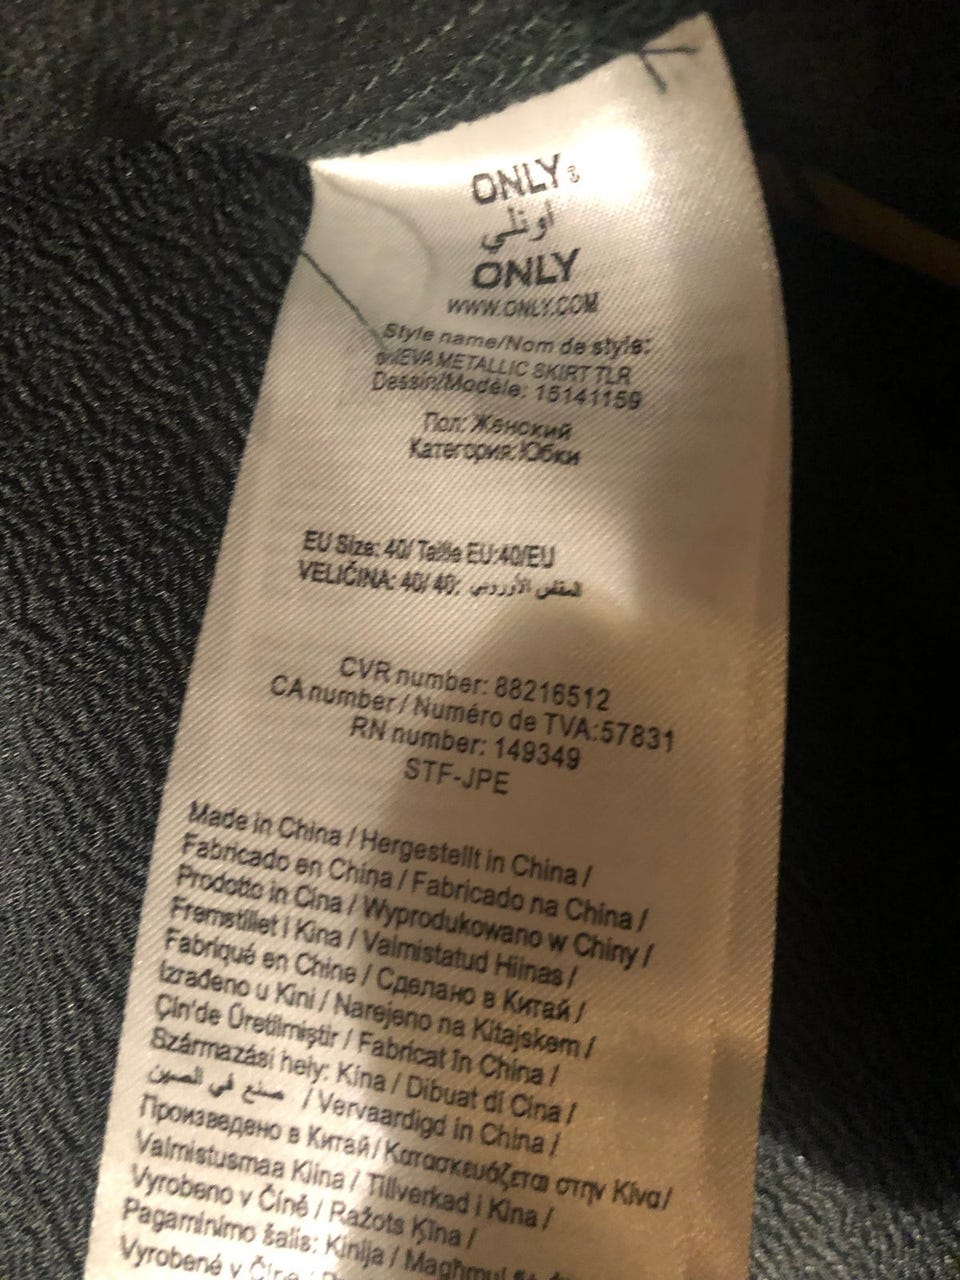 ONLY
اونلي
ONLY
WWW.ONLY.COM
Style name/Nom de style:
METALLIC SKIRT TLR
Dessin/Modèle: 15141159
Пол: Женский
Категория:Юбки
EU Size: 40/ Taille EU:40/EU
VELIČINA: 40/ 40: الأوروبي
CVR number: 88216512
CA number / Numéro de TVA:57831
RN number: 149349
STF-JPE
Made in China / Hergestellt in China /
Fabricado en China / Fabricado na China /
Prodotto in Cina / Wyprodukowano w Chiny /
Fremstillet i Kina / Valmistatud Hiinas /
Fabriqué en Chine / Сделано в Китай /
Izrađeno u Kini / Narejeno na Kitajskem /
Çin'de Üretilmiştir / Fabricat în China /
Származási hely: Kína / Dibuat di Cina /
صنع في الصين / Vervaardigd in China /
Произведено в Китай / Κατασκευάζεται στην Κίνα/
Valmistusmaa Kiina / Tillverkad i Kina /
Vyrobeno v Číně / Ražots Ķīna /
Pagaminimo šalis: Kinija / Maghmul
Vyrobené v